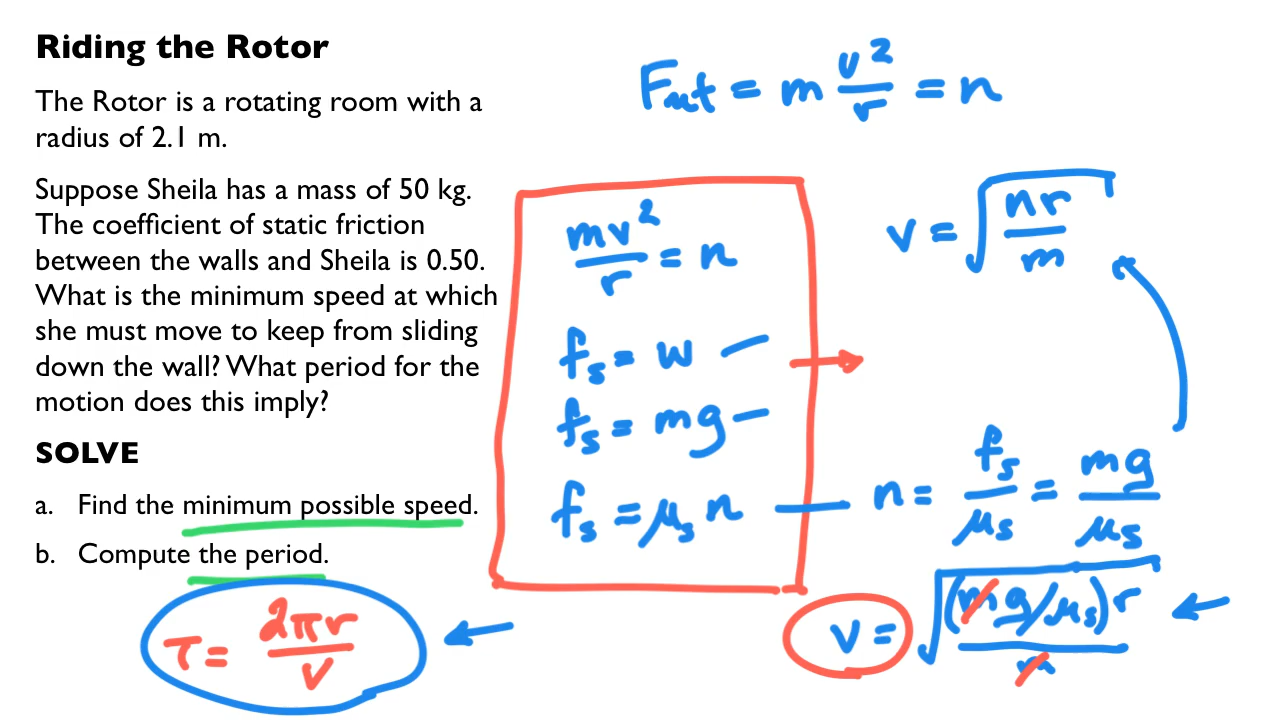 Riding the Rotor
The Rotor is a rotating room with a
radius of 2.1 m.
Suppose Sheila has a mass of 50 kg.
The coefficient of static friction
between the walls and Sheila is 0.50.
What is the minimum speed at which
she must move to keep from sliding
down the wall? What period for the
motion does this imply?
SOLVE
a. Find the minimum possible speed.
b. Compute the period.
T = 2πr/v
Fnet = m v²/r = n
mv²/r = n
fs = w
fs = mg
fs = μs n
v = √(nr/m)
n = fs/μs = mg/μs
v = √((mg/μs)r/m)